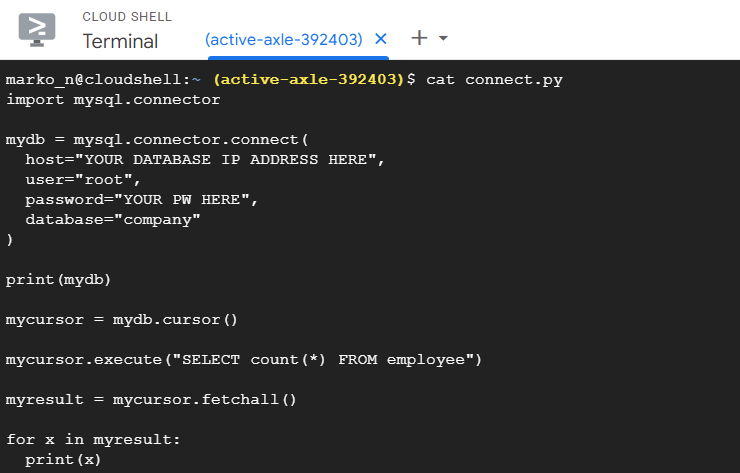 CLOUD SHELL
Terminal
(active-axle-392403)
marko_n@cloudshell:~ (active-axle-392403)$ cat connect.py
import mysql.connector
mydb = mysql.connector.connect(
  host="YOUR DATABASE IP ADDRESS HERE",
  user="root",
  password="YOUR PW HERE",
  database="company"
)
print(mydb)
mycursor = mydb.cursor()
mycursor.execute("SELECT count(*) FROM employee")
myresult = mycursor.fetchall()
for x in myresult:
  print(x)